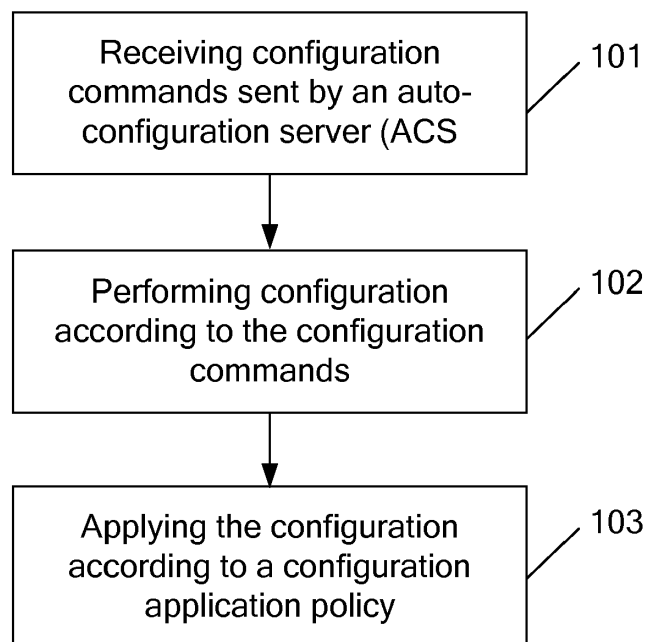 Receiving configuration
commands sent by an auto-
configuration server (ACS
101
Performing configuration
according to the configuration
commands
102
Applying the configuration
according to a configuration
application policy
103